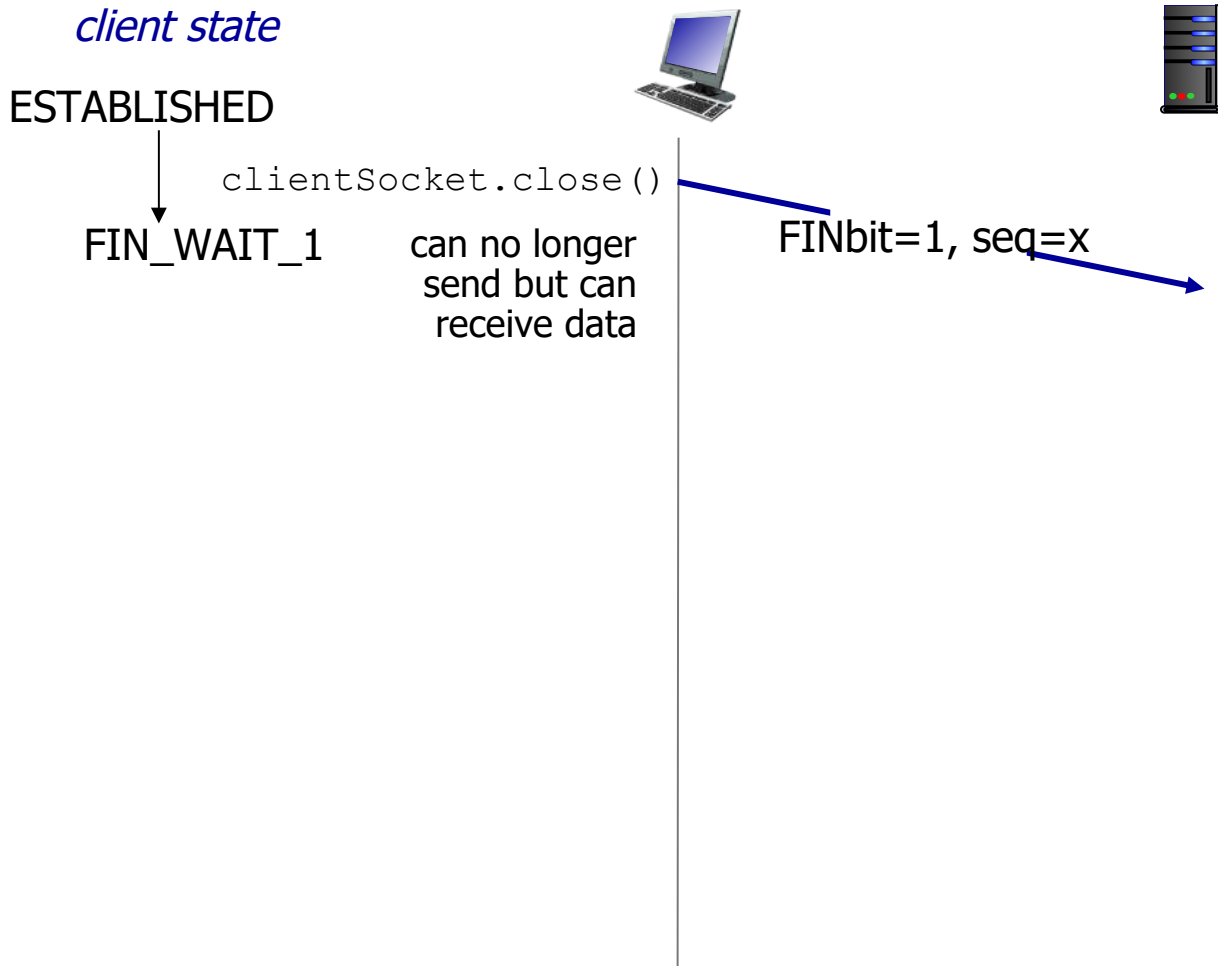 client state
ESTABLISHED
clientSocket.close()
FIN_WAIT_1
can no longer
send but can
receive data
FINbit=1, seq=x